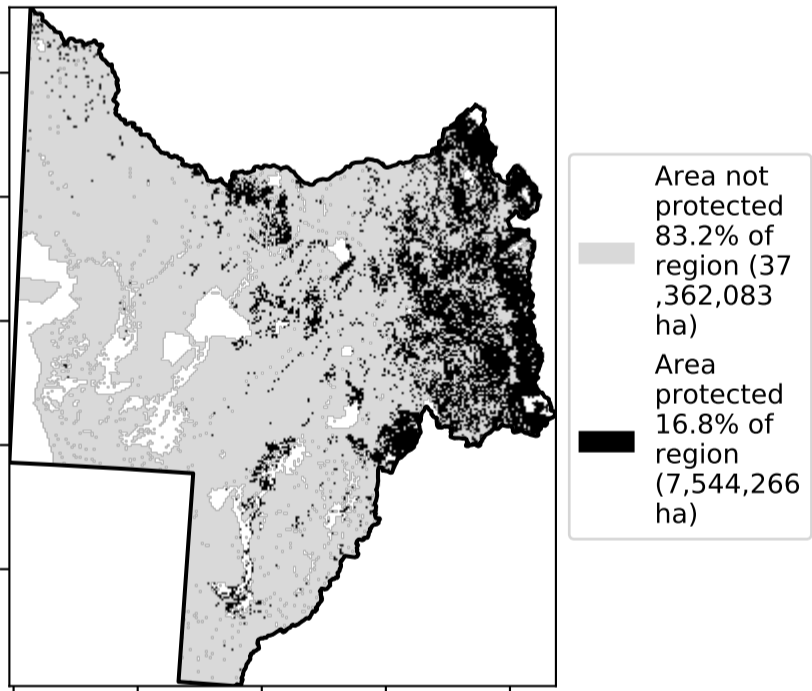 Area not
protected
83.2% of
region (37
,362,083
ha)
Area
protected
16.8% of
region
(7,544,266
ha)